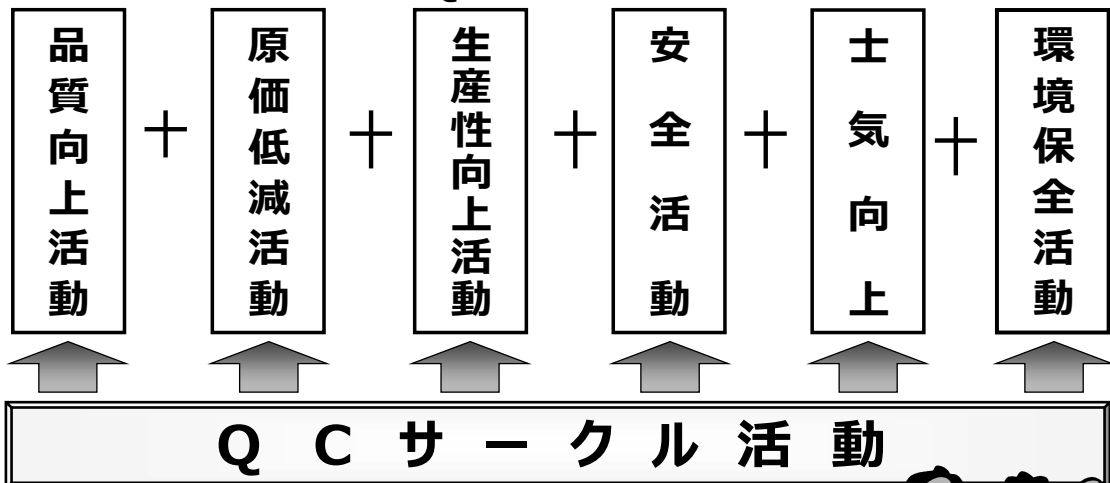 品質向上活動
+
原価低減活動
+
生産性向上活動
+
安全活動
+
士気向上
+
環境保全活動
QCサークル活動